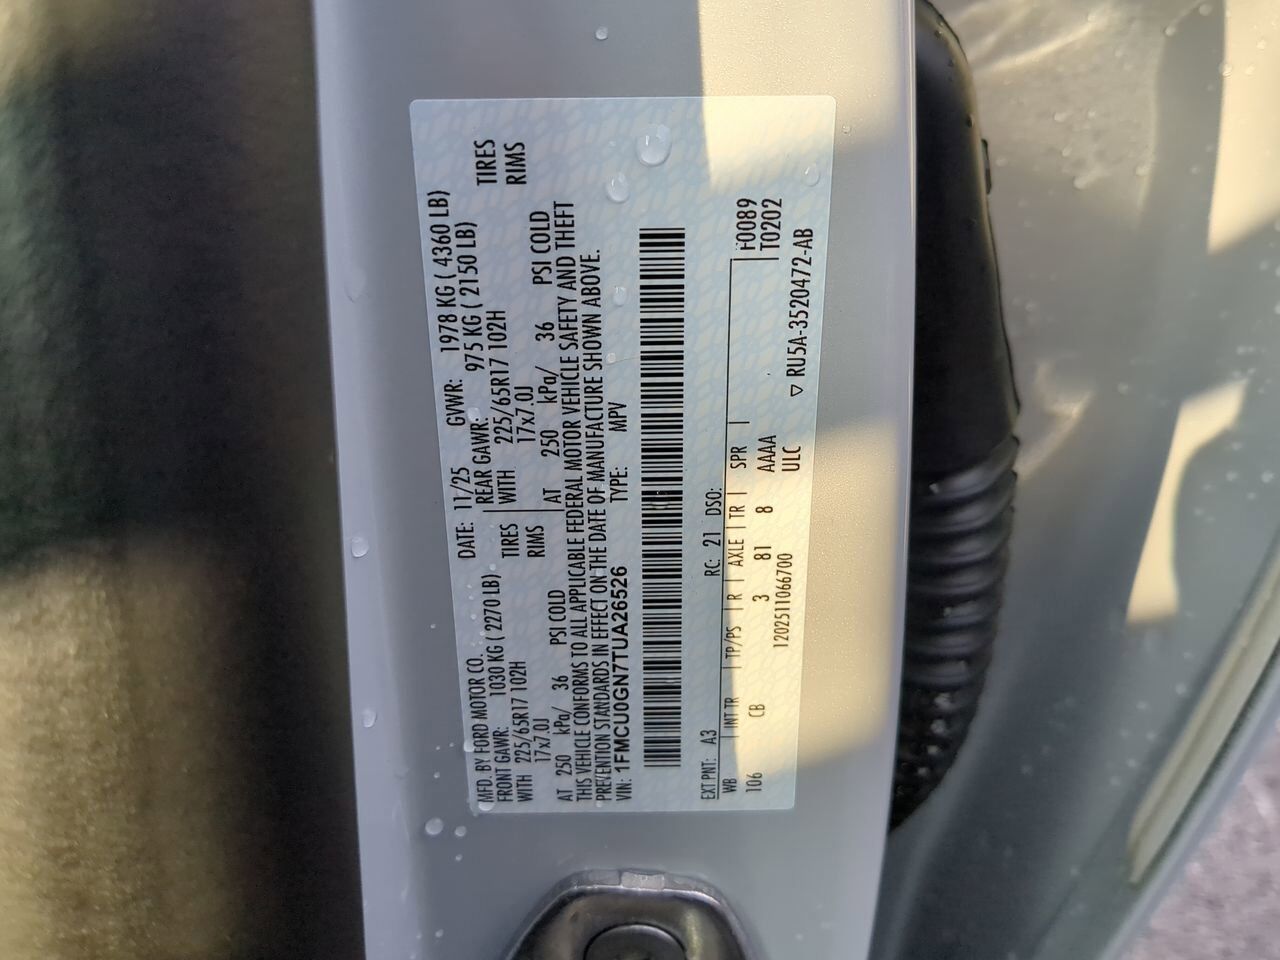 MFD. BY FORD MOTOR CO.
DATE: 11/25 GVWR: 1978 KG ( 4360 LB)
FRONT GAWR: 1030 KG ( 2270 LB) REAR GAWR: 975 KG ( 2150 LB)
WITH 225/65R17 102H TIRES WITH 225/65R17 102H TIRES
17x7.0J RIMS 17x7.0J RIMS
AT 250 kPa/ 36 PSI COLD AT 250 kPa/ 36 PSI COLD
THIS VEHICLE CONFORMS TO ALL APPLICABLE FEDERAL MOTOR VEHICLE SAFETY AND THEFT
PREVENTION STANDARDS IN EFFECT ON THE DATE OF MANUFACTURE SHOWN ABOVE.
VIN: 1FMCU0GN7TUA26526 TYPE: MPV
EXT PNT: A3 RC: 21 DSO: F0089
WB INT TR TP/PS R AXLE TR SPR T0202
106 CB 3 81 8 AAAA
1202511066700 ULC ▽ RU5A-3520472-AB